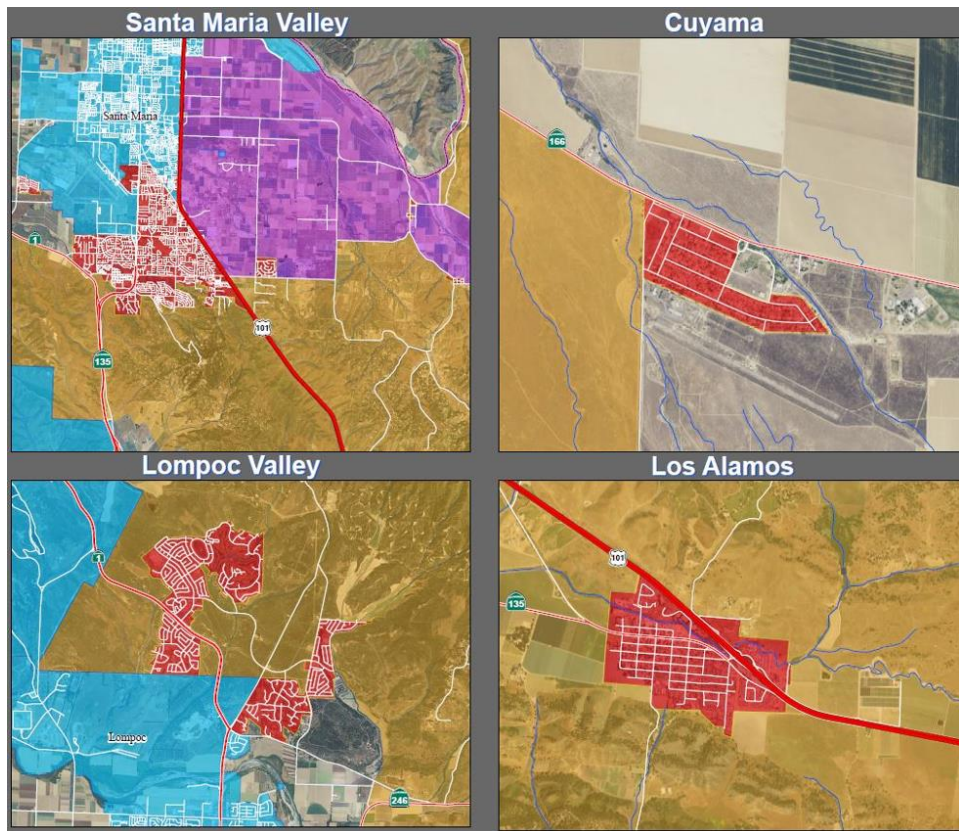 Santa Maria Valley
Cuyama
Santa Maria
166
1
101
135
Lompoc Valley
Los Alamos
1
101
135
Lompoc
246